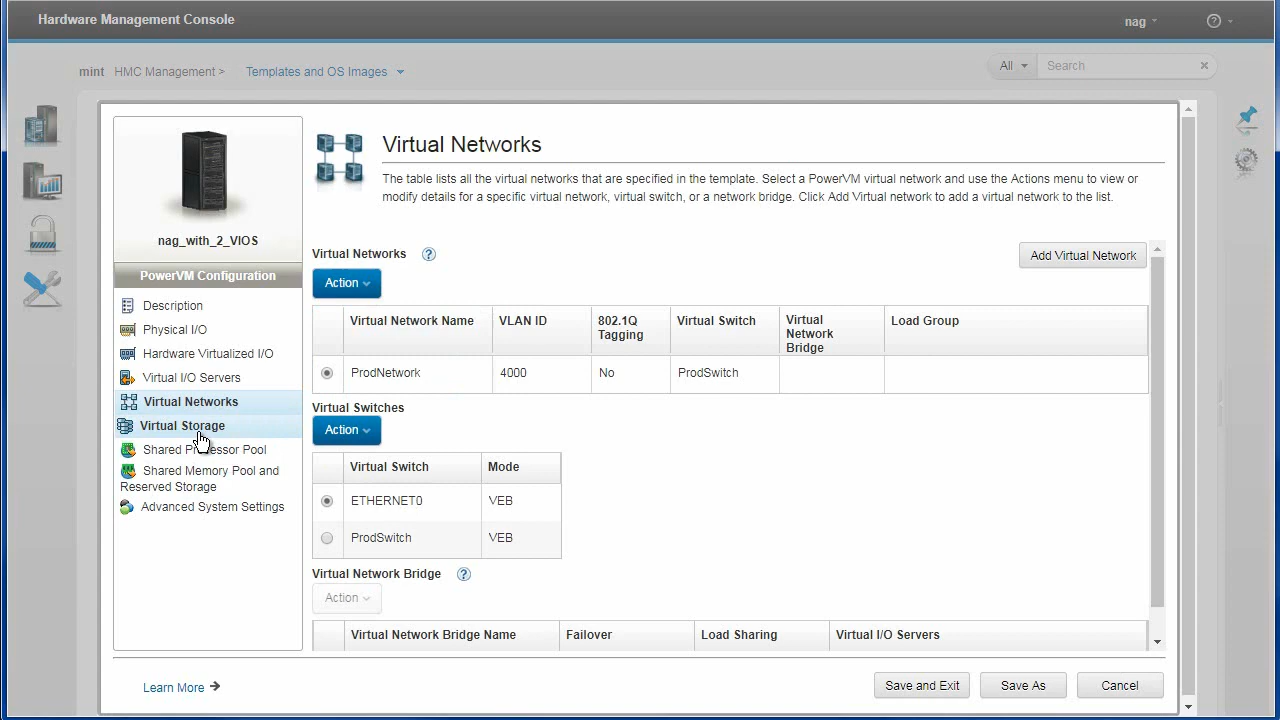 Hardware Management Console
nag
?
mint HMC Management > Templates and OS Images
All Search
nag_with_2_VIOS
PowerVM Configuration
Description
Physical I/O
Hardware Virtualized I/O
Virtual I/O Servers
Virtual Networks
Virtual Storage
Shared Processor Pool
Shared Memory Pool and
Reserved Storage
Advanced System Settings
Virtual Networks
The table lists all the virtual networks that are specified in the template. Select a PowerVM virtual network and use the Actions menu to view or
modify details for a specific virtual network, virtual switch, or a network bridge. Click Add Virtual network to add a virtual network to the list.
Virtual Networks ?
Add Virtual Network
Action
Virtual Network Name VLAN ID 802.1Q Tagging Virtual Switch Virtual Network Bridge Load Group
ProdNetwork 4000 No ProdSwitch
Virtual Switches
Action
Virtual Switch Mode
ETHERNET0 VEB
ProdSwitch VEB
Virtual Network Bridge ?
Action
Virtual Network Bridge Name Failover Load Sharing Virtual I/O Servers
Learn More
Save and Exit Save As Cancel